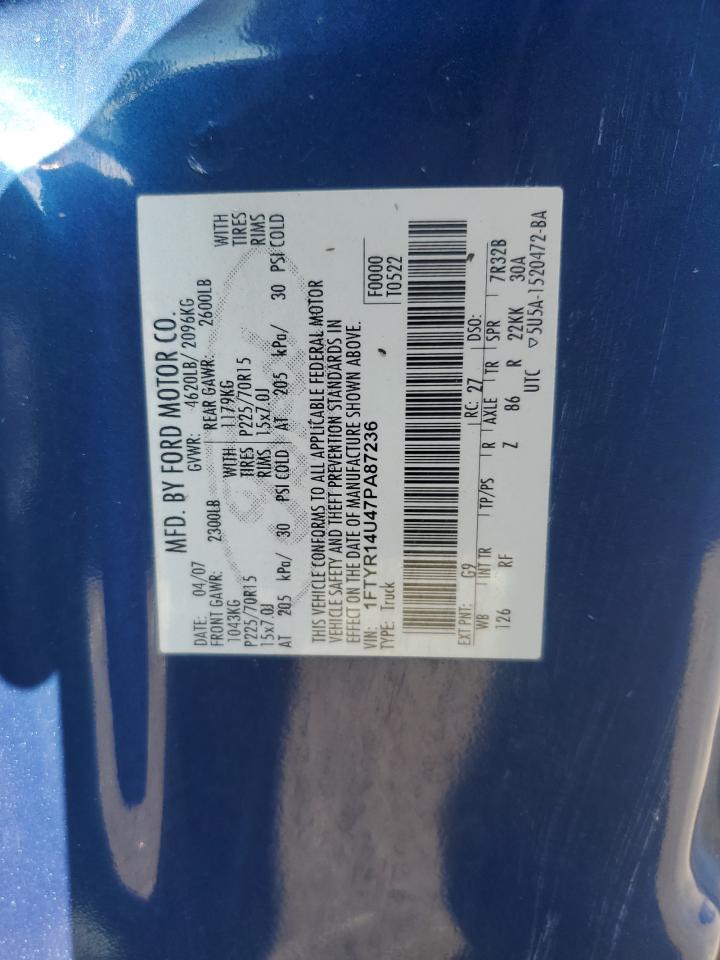 MFD. BY FORD MOTOR CO.
DATE: 04/07 GVWR: 4620LB/ 2096KG
FRONT GAWR: 2300LB REAR GAWR: 2600LB
1043KG WITH 1179KG WITH
P225/70R15 TIRES P225/70R15 TIRES
15x7.0J RIMS 15x7.0J RIMS
AT 205 kPa/ 30 PSI COLD AT 205 kPa/ 30 PSI COLD
THIS VEHICLE CONFORMS TO ALL APPLICABLE FEDERAL MOTOR
VEHICLE SAFETY AND THEFT PREVENTION STANDARDS IN
EFFECT ON THE DATE OF MANUFACTURE SHOWN ABOVE.
VIN: 1FTYR14U47PA87236 F0000
TYPE: Truck T0522
EXT PNT: G9 RC: 27 DSO:
WB INT TR TP/PS R AXLE TR SPR 7R32B
126 RF Z 86 R 22KK 30A
UTC ▽5U5A-1520472-BA